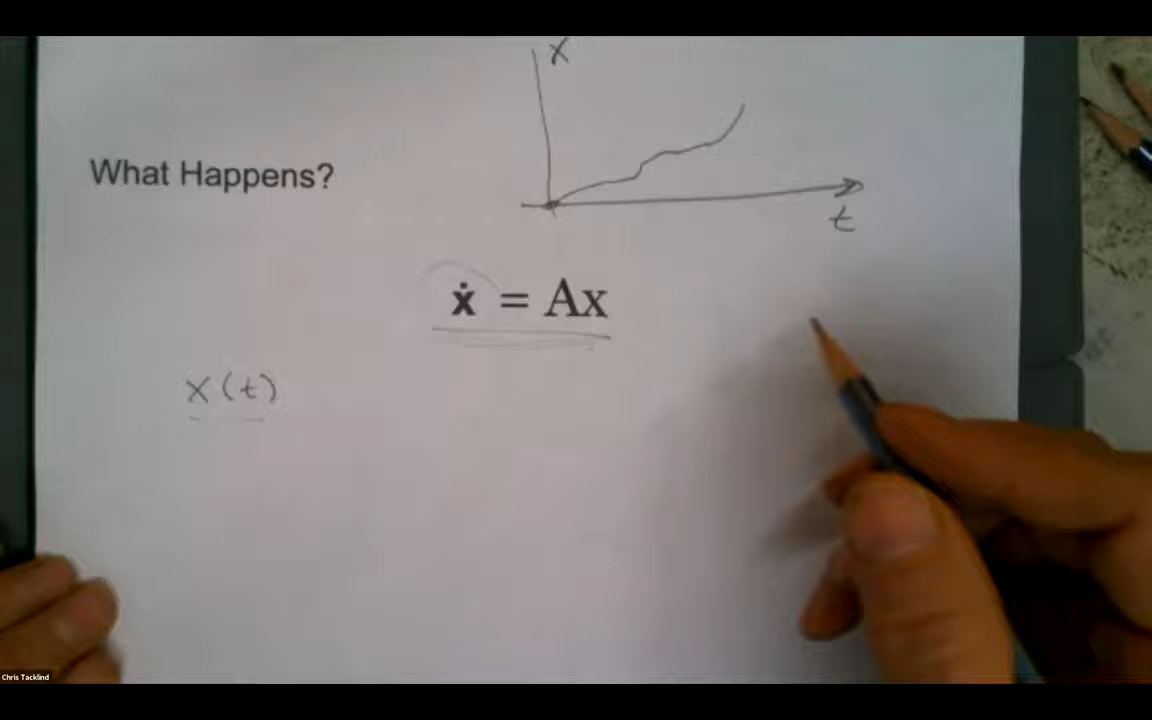 x
What Happens?
t
ẋ = Ax
x(t)
Chris Tacklind